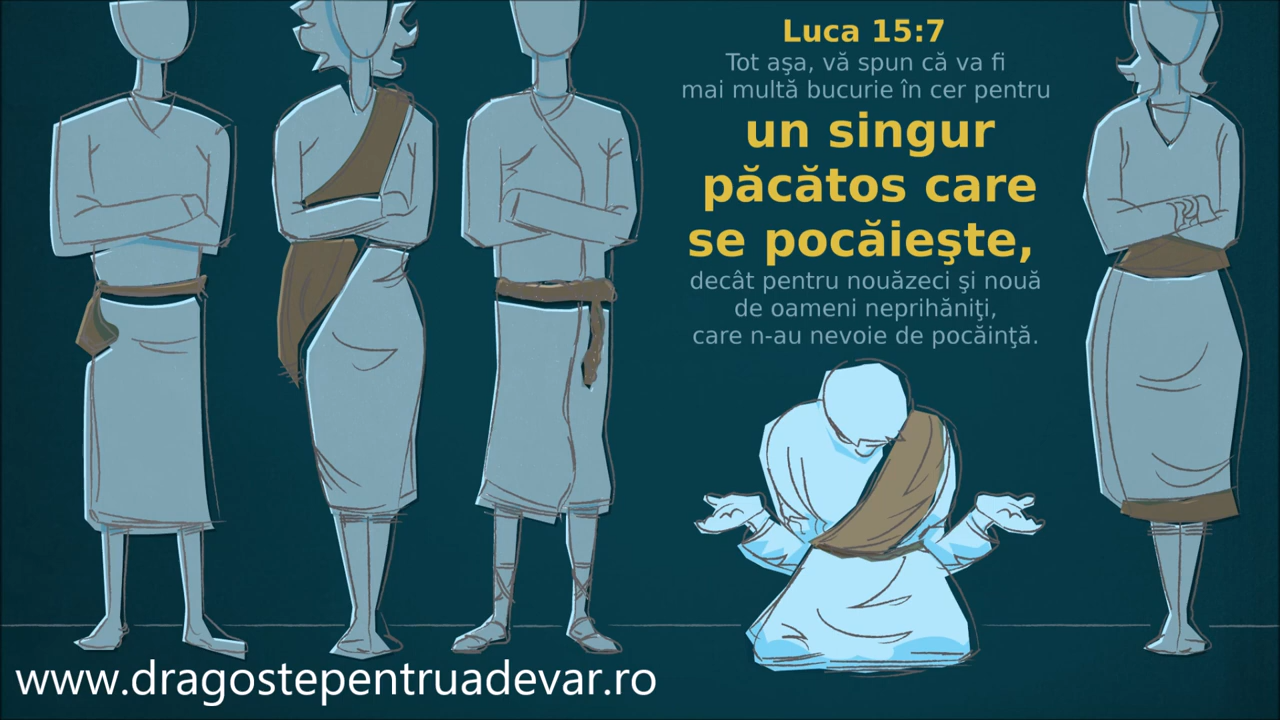 Luca 15:7
Tot aşa, vă spun că va fi
mai multă bucurie în cer pentru
un singur
păcătos care
se pocăieşte,
decât pentru nouăzeci şi nouă
de oameni neprihăniţi,
care n-au nevoie de pocăinţă.
www.dragostepentruadevar.ro